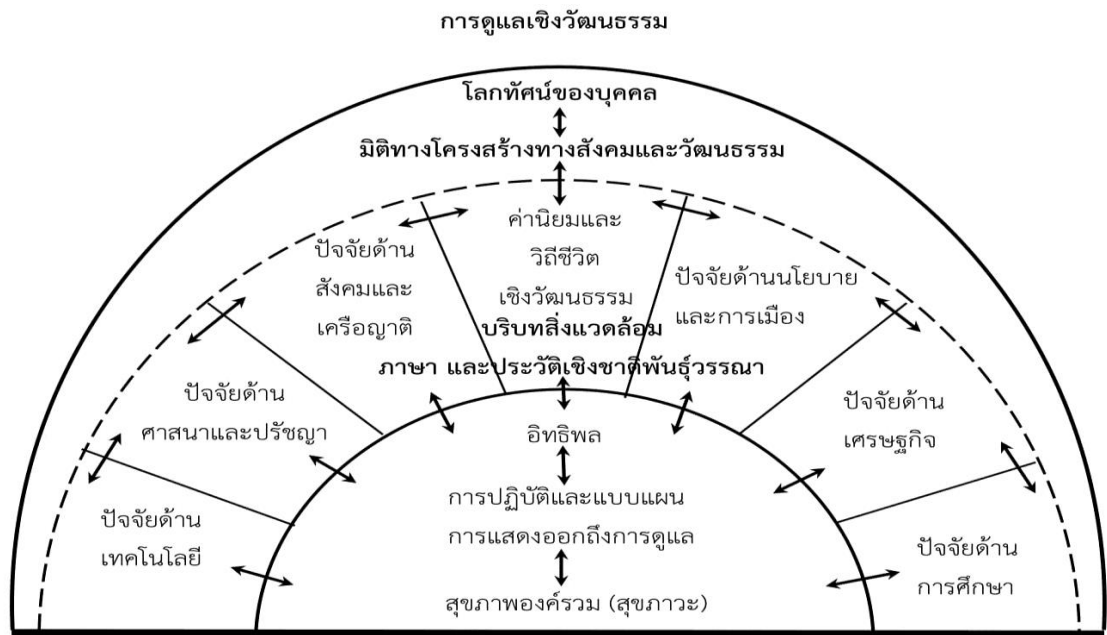 การดูแลเชิงวัฒนธรรม
โลกทัศน์ของบุคคล
มิติทางโครงสร้างทางสังคมและวัฒนธรรม
ค่านิยมและ
วิถีชีวิต
เชิงวัฒนธรรม
ปัจจัยด้าน
สังคมและ
เครือญาติ
ปัจจัยด้านนโยบาย
และการเมือง
บริบทสิ่งแวดล้อม
ภาษา และประวัติเชิงชาติพันธุ์วรรณา
ปัจจัยด้าน
ศาสนาและปรัชญา
ปัจจัยด้าน
เศรษฐกิจ
อิทธิพล
การปฏิบัติและแบบแผน
การแสดงออกถึงการดูแล
ปัจจัยด้าน
เทคโนโลยี
ปัจจัยด้าน
การศึกษา
สุขภาพองค์รวม (สุขภาวะ)